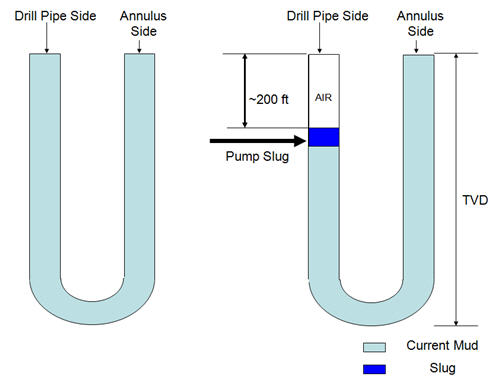 Drill Pipe Side
Annulus
Side
Drill Pipe Side
Annulus
Side
~200 ft
AIR
Pump Slug
TVD
Current Mud
Slug